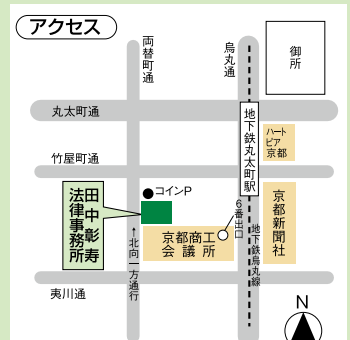 アクセス
両替町通
烏丸通
御所
丸太町通
地下鉄丸太町駅
ハート
ピア
京都
竹屋町通
コインP
田中彰寿
法律事務所
6番出口
京都新聞社
京都商工
会議所
↑北向一方通行
地下鉄烏丸線
夷川通
N